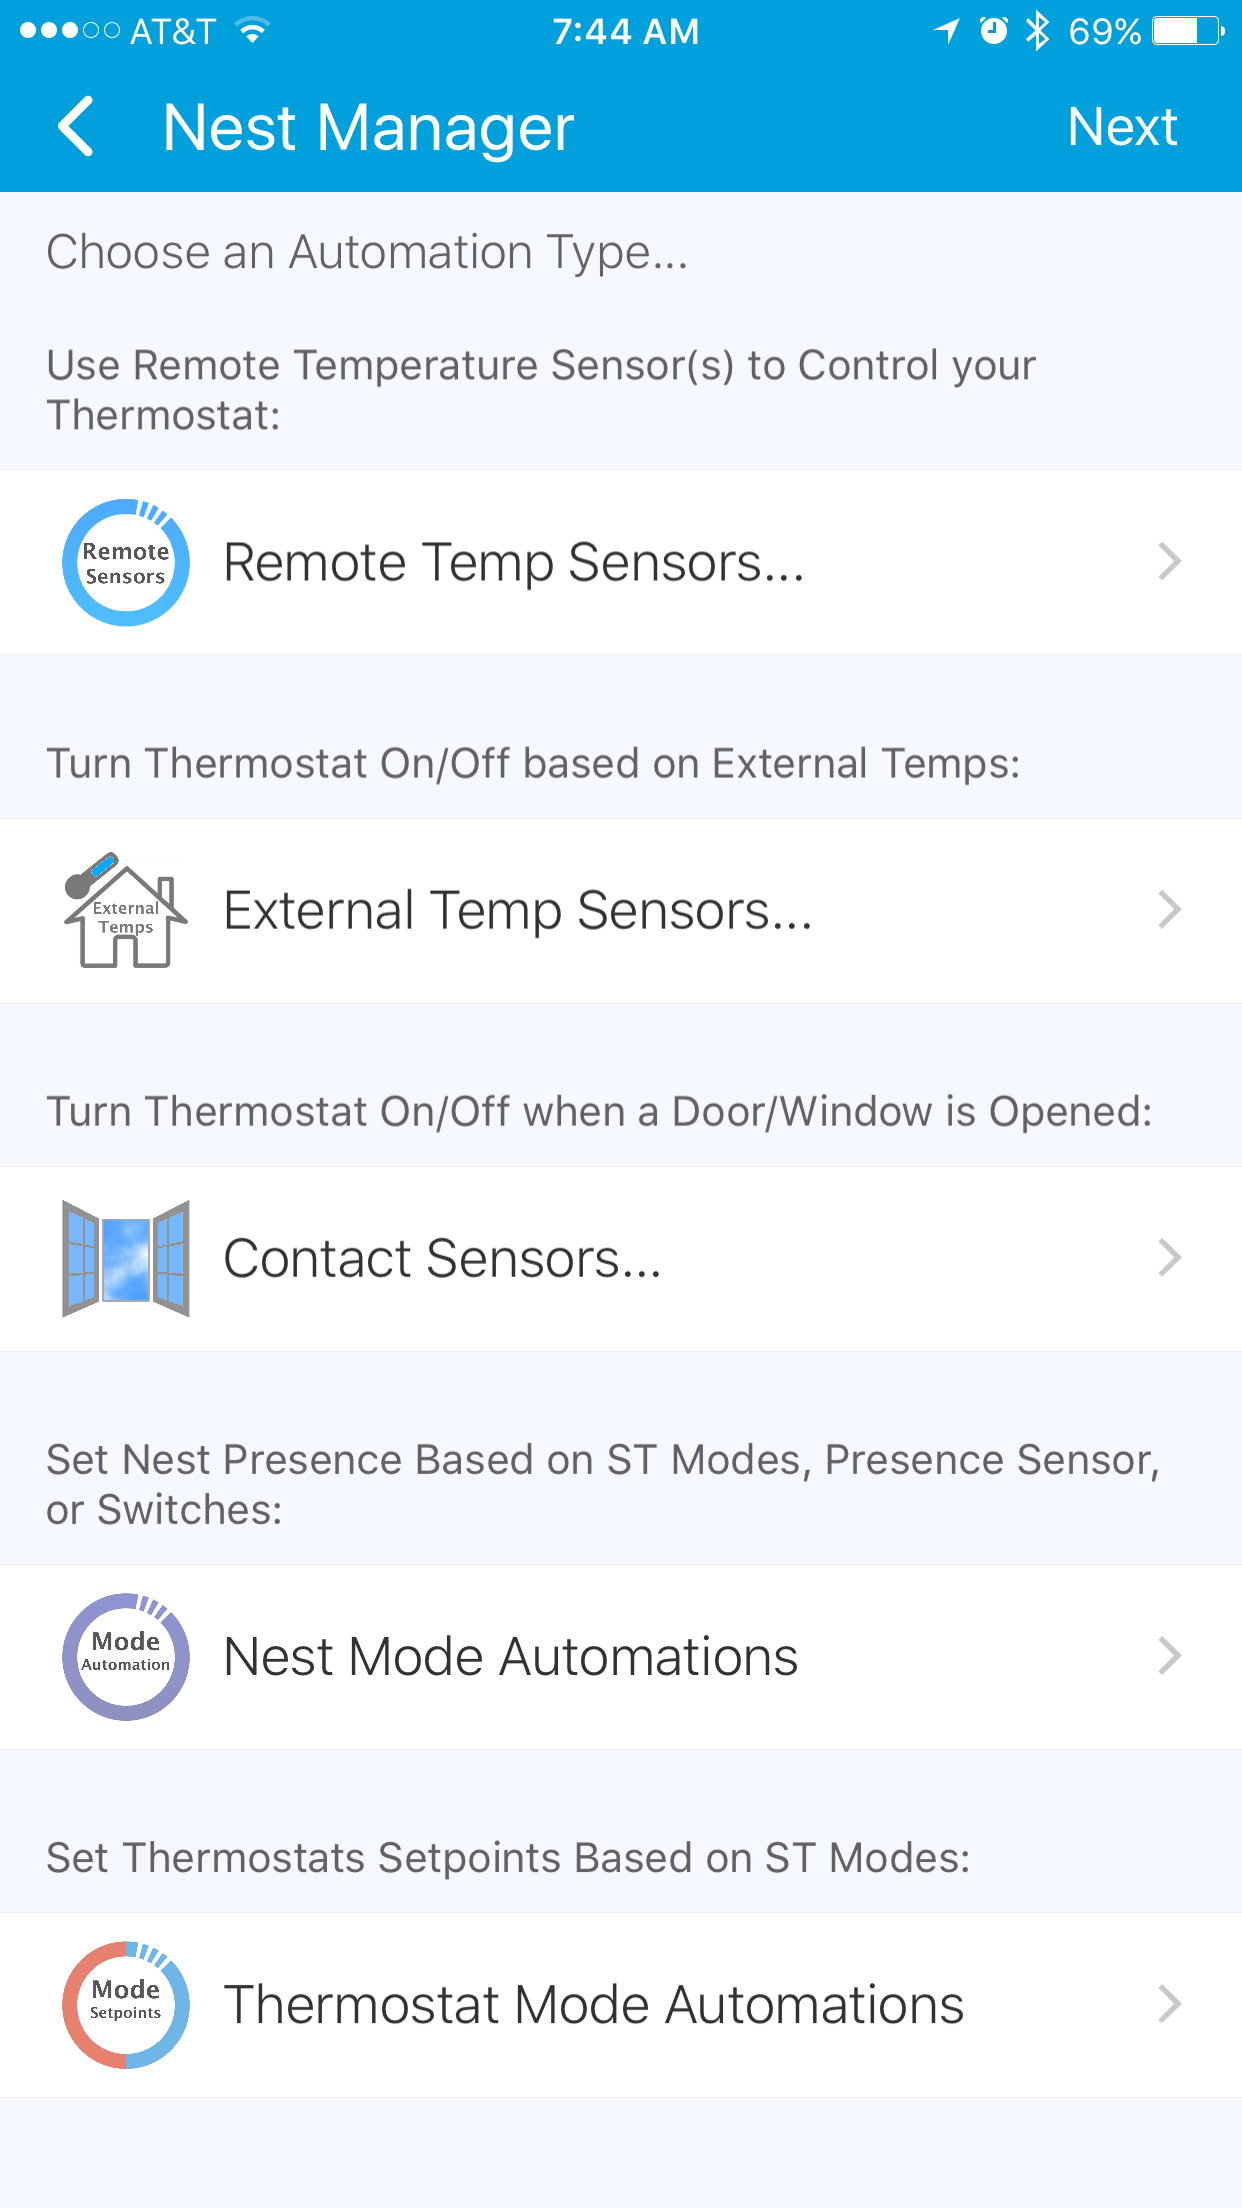 AT&T 7:44 AM 69%
Nest Manager Next
Choose an Automation Type...
Use Remote Temperature Sensor(s) to Control your
Thermostat:
Remote
Sensors
Remote Temp Sensors...
Turn Thermostat On/Off based on External Temps:
External
Temps
External Temp Sensors...
Turn Thermostat On/Off when a Door/Window is Opened:
Contact Sensors...
Set Nest Presence Based on ST Modes, Presence Sensor,
or Switches:
Mode
Automation
Nest Mode Automations
Set Thermostats Setpoints Based on ST Modes:
Mode
Setpoints
Thermostat Mode Automations